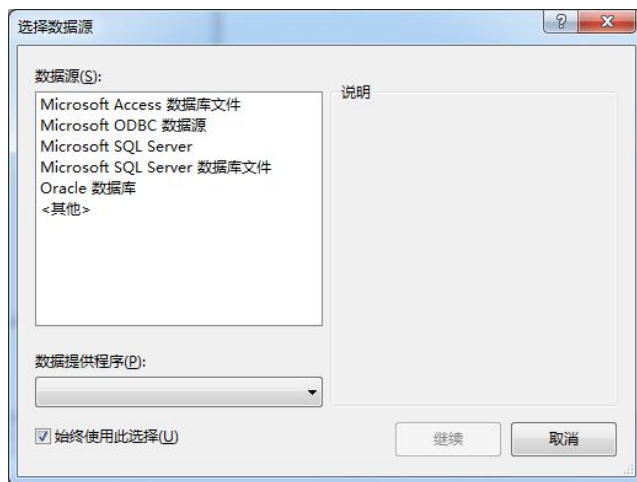 选择数据源
数据源(S):
Microsoft Access 数据库文件
Microsoft ODBC 数据源
Microsoft SQL Server
Microsoft SQL Server 数据库文件
Oracle 数据库
<其他>
说明
数据提供程序(P):
始终使用此选择(U)
继续
取消